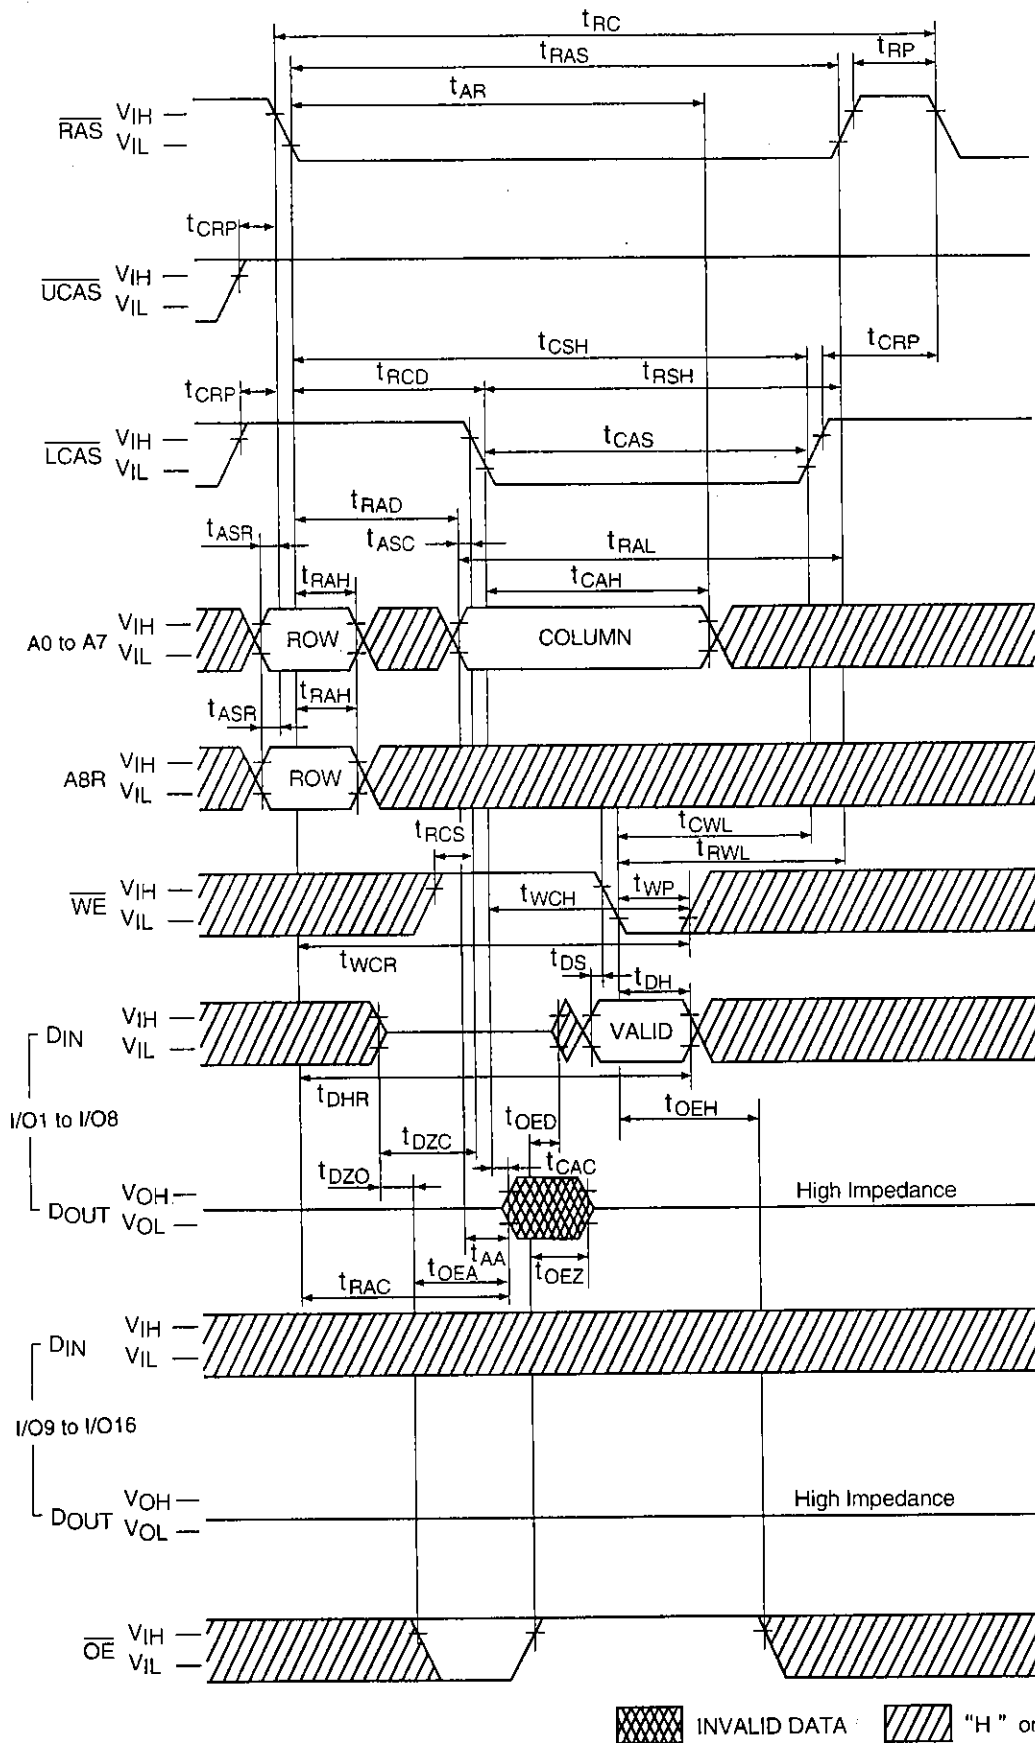 tRC
tRP
tRAS
tAR
RAS VIH
VIL
tCRP
UCAS VIH
VIL
tCSH
tCRP
tRCD
tRSH
tCRP
LCAS VIH
VIL
tCAS
tRAD
tASR
tASC
tRAL
tRAH
tCAH
A0 to A7 VIH
VIL
ROW
COLUMN
tRAH
tASR
A8R VIH
VIL
ROW
tCWL
tRCS
tRWL
WE VIH
VIL
tWP
tWCH
tWCR
tDS
tDH
DIN VIH
VIL
VALID
tDHR
I/O1 to I/O8
tOEH
tOED
tDZC
tCAC
tDZO
DOUT VOH
VOL
High Impedance
tAA
tOEA
tOEZ
tRAC
DIN VIH
VIL
I/O9 to I/O16
DOUT VOH
VOL
High Impedance
OE VIH
VIL
INVALID DATA
"H" or